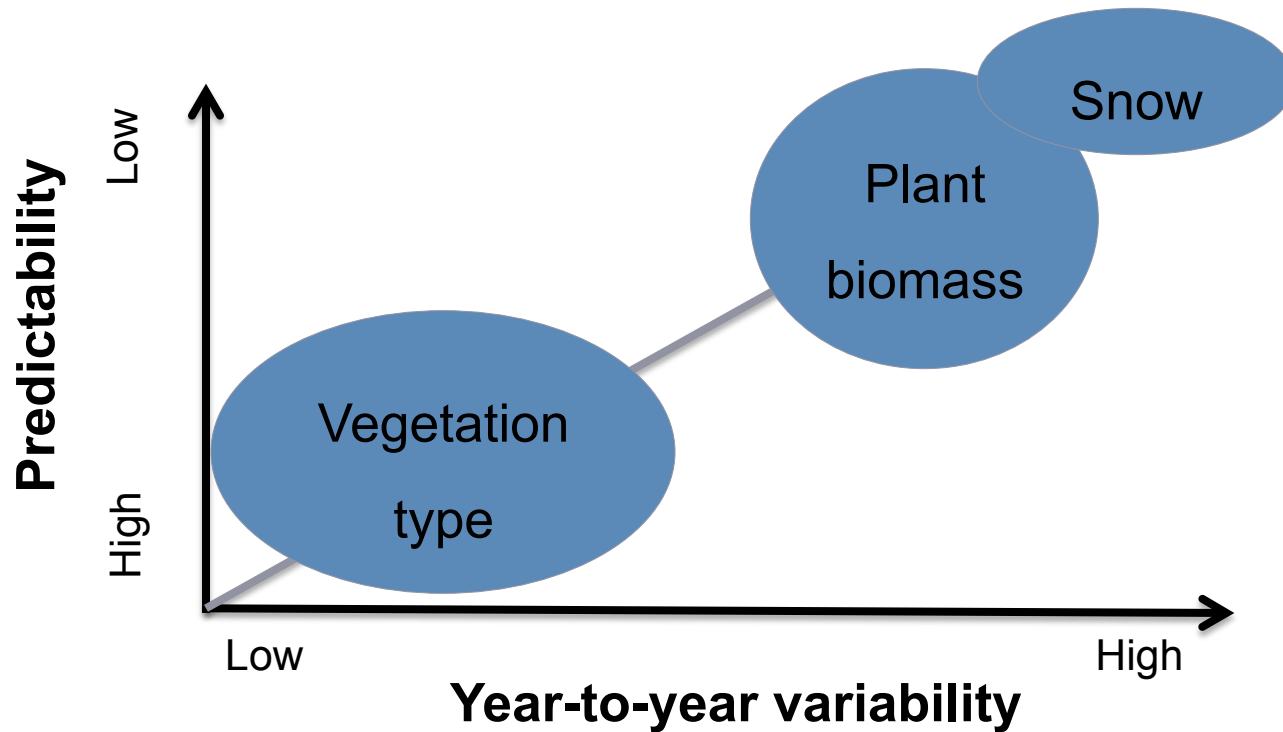 Predictability
Low
High
Snow
Plant
biomass
Vegetation
type
Low
High
Year-to-year variability